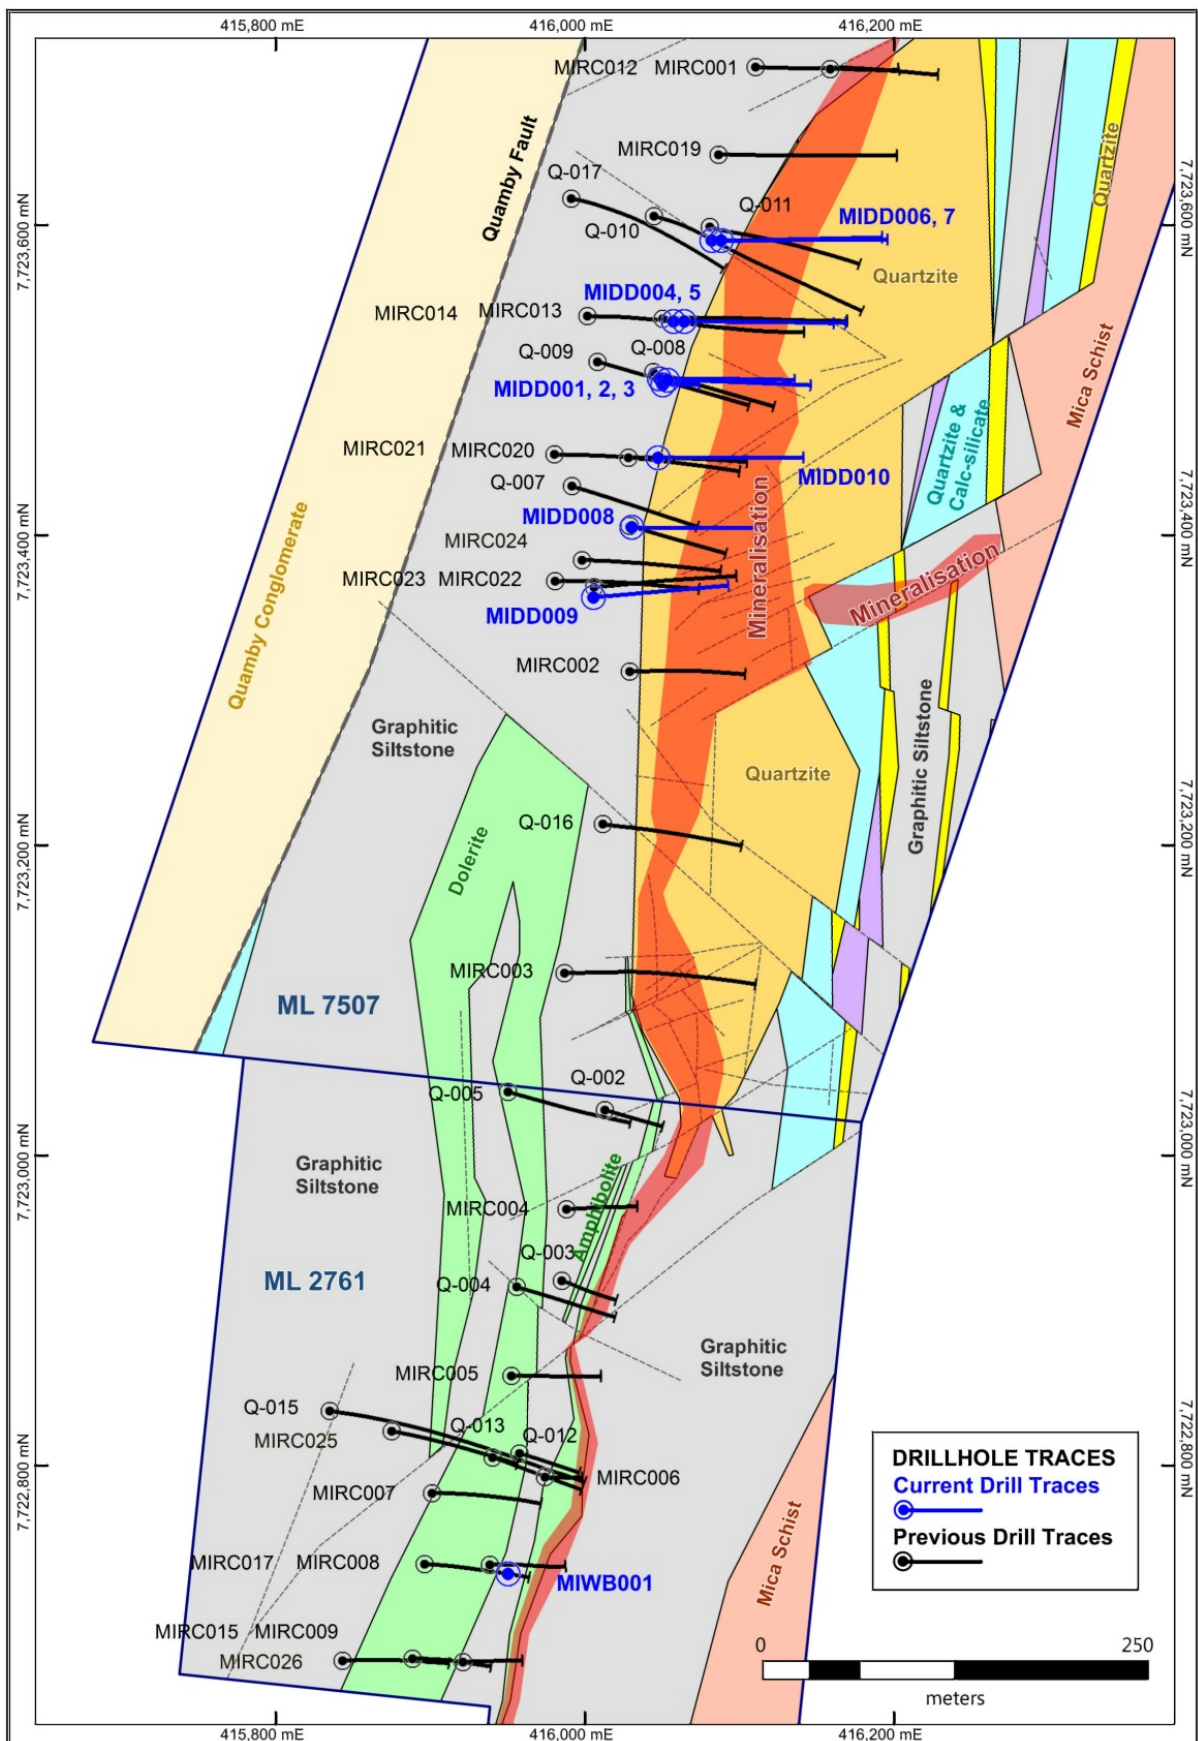 415,800 mE
416,000 mE
416,200 mE
MIRC012
MIRC001
Quamby Fault
MIRC019
Quartzite
Q-017
Q-011
Q-010
MIDD006, 7
7,723,600 mN
7,723,600 mN
Quartzite
MIDD004, 5
MIRC014
MIRC013
Q-009
Q-008
MIDD001, 2, 3
Mica Schist
MIRC021
MIRC020
Q-007
MIDD010
Quartzite &
Calc-silicate
MIDD008
7,723,400 mN
7,723,400 mN
MIRC024
MIRC023
MIRC022
MIDD009
Mineralisation
Mineralisation
Quamby Conglomerate
MIRC002
Graphitic
Siltstone
Quartzite
Graphitic Siltstone
Q-016
Dolerite
7,723,200 mN
7,723,200 mN
MIRC003
ML 7507
Q-002
Q-005
7,723,000 mN
7,723,000 mN
Graphitic
Siltstone
Amphibolite
MIRC004
Q-003
Q-004
ML 2761
Graphitic
Siltstone
MIRC005
Q-015
Q-013
Q-012
MIRC025
MIRC006
MIRC007
7,722,800 mN
7,722,800 mN
DRILLHOLE TRACES
Current Drill Traces
Previous Drill Traces
MIRC017
MIRC008
MIWB001
Mica Schist
MIRC015
MIRC009
MIRC026
0
250
meters
415,800 mE
416,000 mE
416,200 mE